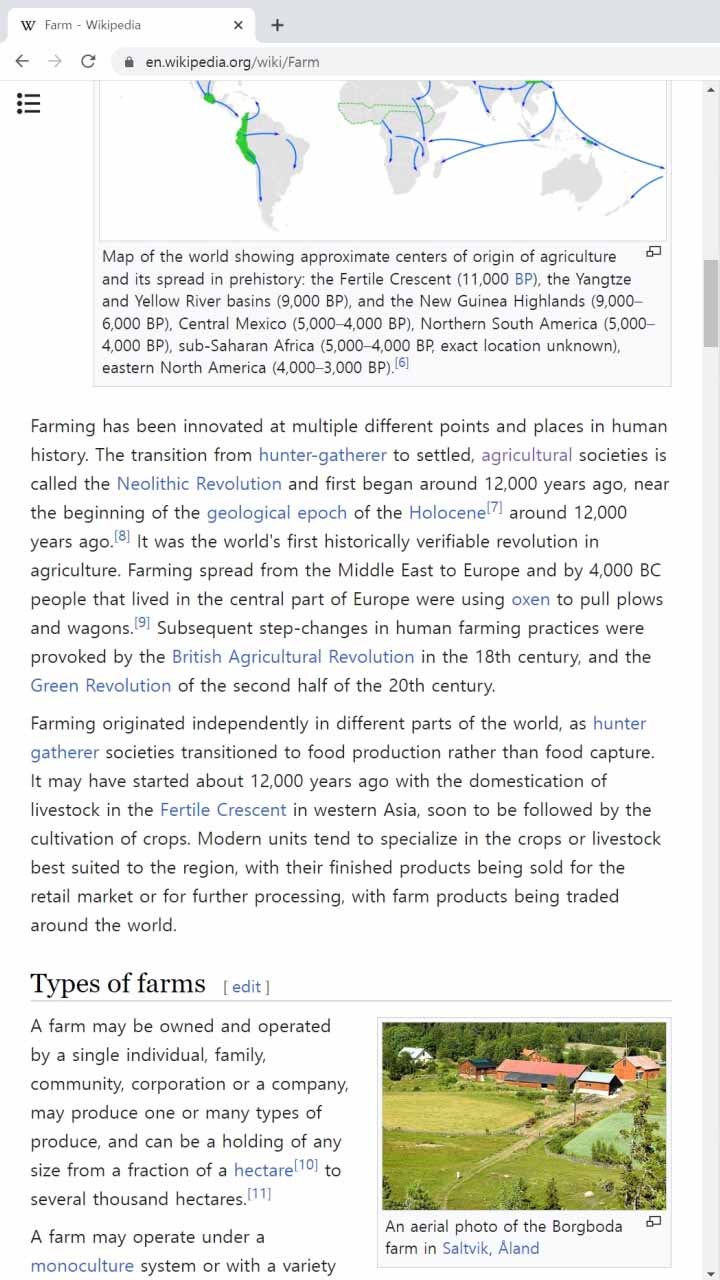 Farm - Wikipedia
en.wikipedia.org/wiki/Farm
Map of the world showing approximate centers of origin of agriculture
and its spread in prehistory: the Fertile Crescent (11,000 BP), the Yangtze
and Yellow River basins (9,000 BP), and the New Guinea Highlands (9,000–
6,000 BP), Central Mexico (5,000–4,000 BP), Northern South America (5,000–
4,000 BP), sub-Saharan Africa (5,000–4,000 BP, exact location unknown),
eastern North America (4,000–3,000 BP).[6]
Farming has been innovated at multiple different points and places in human
history. The transition from hunter-gatherer to settled, agricultural societies is
called the Neolithic Revolution and first began around 12,000 years ago, near
the beginning of the geological epoch of the Holocene[7] around 12,000
years ago.[8] It was the world's first historically verifiable revolution in
agriculture. Farming spread from the Middle East to Europe and by 4,000 BC
people that lived in the central part of Europe were using oxen to pull plows
and wagons.[9] Subsequent step-changes in human farming practices were
provoked by the British Agricultural Revolution in the 18th century, and the
Green Revolution of the second half of the 20th century.
Farming originated independently in different parts of the world, as hunter
gatherer societies transitioned to food production rather than food capture.
It may have started about 12,000 years ago with the domestication of
livestock in the Fertile Crescent in western Asia, soon to be followed by the
cultivation of crops. Modern units tend to specialize in the crops or livestock
best suited to the region, with their finished products being sold for the
retail market or for further processing, with farm products being traded
around the world.
Types of farms [ edit ]
A farm may be owned and operated
by a single individual, family,
community, corporation or a company,
may produce one or many types of
produce, and can be a holding of any
size from a fraction of a hectare[10] to
several thousand hectares.[11]
A farm may operate under a
monoculture system or with a variety
An aerial photo of the Borgboda
farm in Saltvik, Åland